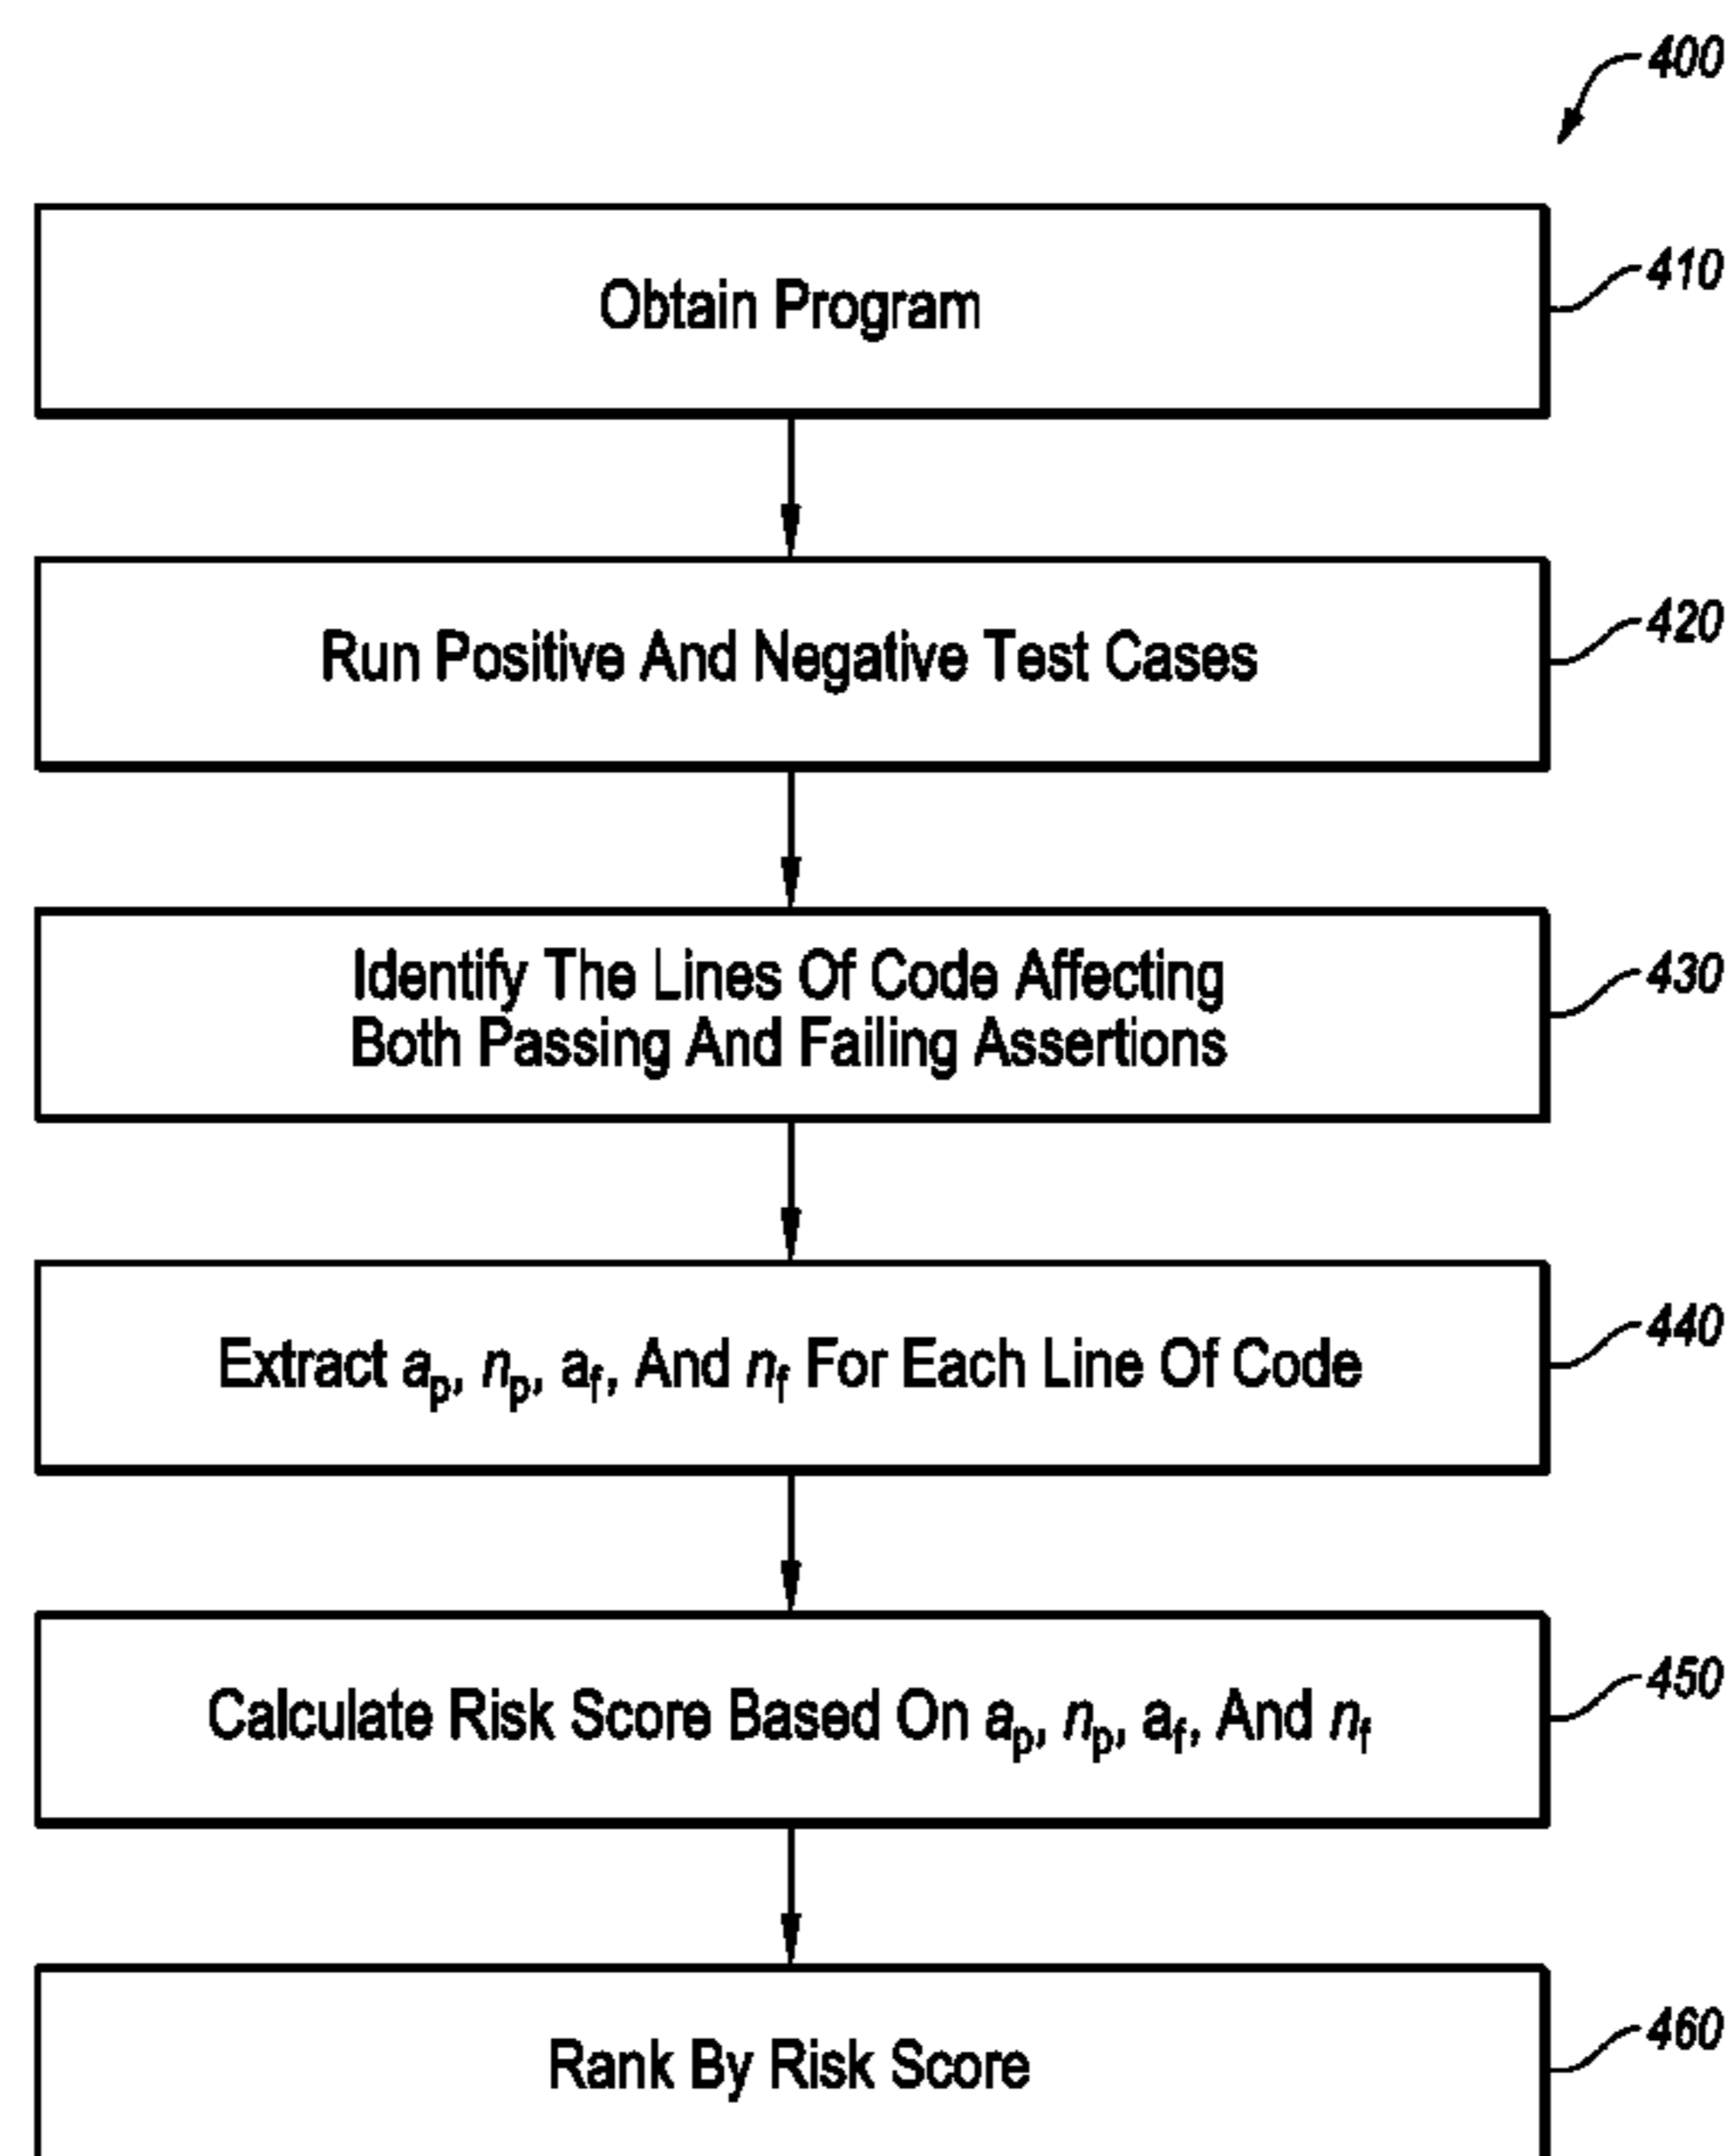 400
Obtain Program
410
Run Positive And Negative Test Cases
420
Identify The Lines Of Code Affecting
Both Passing And Failing Assertions
430
Extract ap, np, af, And nf For Each Line Of Code
440
Calculate Risk Score Based On ap, np, af, And nf
450
Rank By Risk Score
460